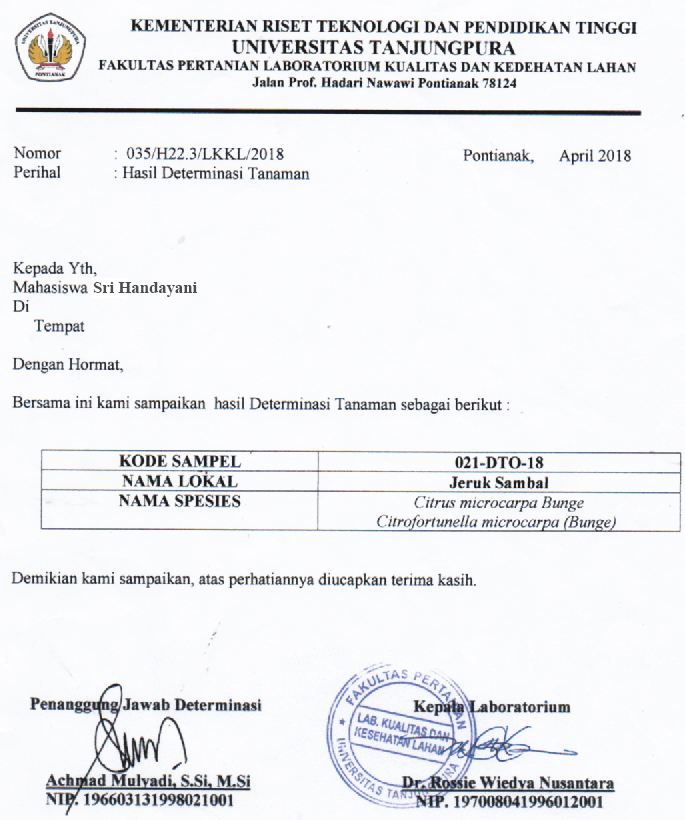 UNIVERSITAS TANJUNGPURA
PONTIANAK
KEMENTERIAN RISET TEKNOLOGI DAN PENDIDIKAN TINGGI
UNIVERSITAS TANJUNGPURA
FAKULTAS PERTANIAN LABORATORIUM KUALITAS DAN KEDEHATAN LAHAN
Jalan Prof. Hadari Nawawi Pontianak 78124
Nomor : 035/H22.3/LKKL/2018 Pontianak, April 2018
Perihal : Hasil Determinasi Tanaman
Kepada Yth,
Mahasiswa Sri Handayani
Di
Tempat
Dengan Hormat,
Bersama ini kami sampaikan hasil Determinasi Tanaman sebagai berikut :
KODE SAMPEL 021-DTO-18
NAMA LOKAL Jeruk Sambal
NAMA SPESIES Citrus microcarpa Bunge
Citrofortunella microcarpa (Bunge)
Demikian kami sampaikan, atas perhatiannya diucapkan terima kasih.
Penanggung Jawab Determinasi Kepala Laboratorium
FAKULTAS PERTANIAN
LAB. KUALITAS DAN
KESEHATAN LAHAN
UNIVERSITAS TANJUNGPURA
Achmad Mulyadi, S.Si, M.Si Dr. Rossie Wiedya Nusantara
NIP. 196603131998021001 NIP. 197008041996012001